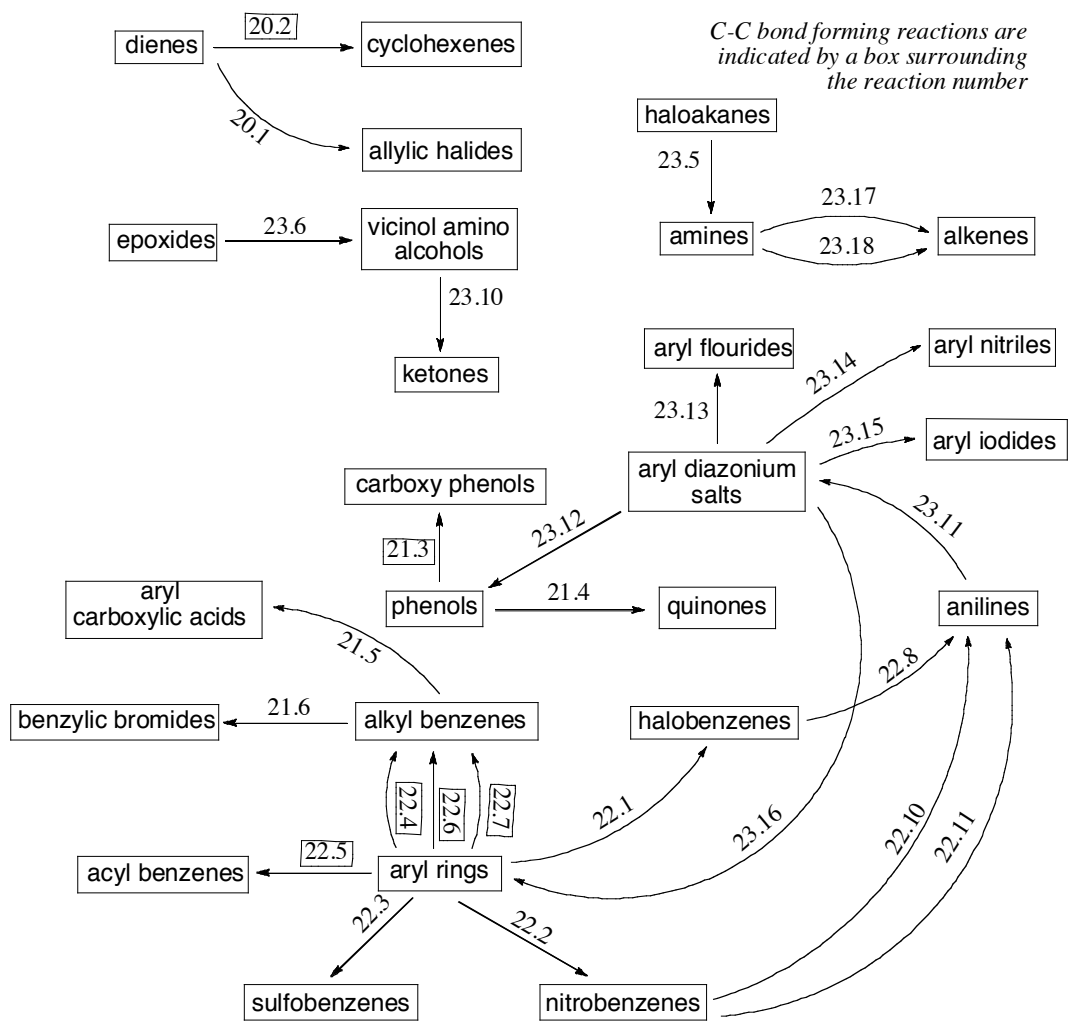 20.2
dienes
cyclohexenes
C-C bond forming reactions are
indicated by a box surrounding
the reaction number
20.1
allylic halides
haloakanes
23.5
23.17
epoxides
23.6
vicinol amino
alcohols
amines
23.18
alkenes
23.10
ketones
aryl flourides
23.14
aryl nitriles
23.13
23.15
aryl iodides
carboxy phenols
aryl diazonium
salts
23.12
23.11
21.3
phenols
21.4
quinones
anilines
aryl
carboxylic acids
21.5
22.8
benzylic bromides
21.6
alkyl benzenes
halobenzenes
22.4
22.6
22.7
22.1
23.16
22.10
22.11
acyl benzenes
22.5
aryl rings
22.3
22.2
sulfobenzenes
nitrobenzenes